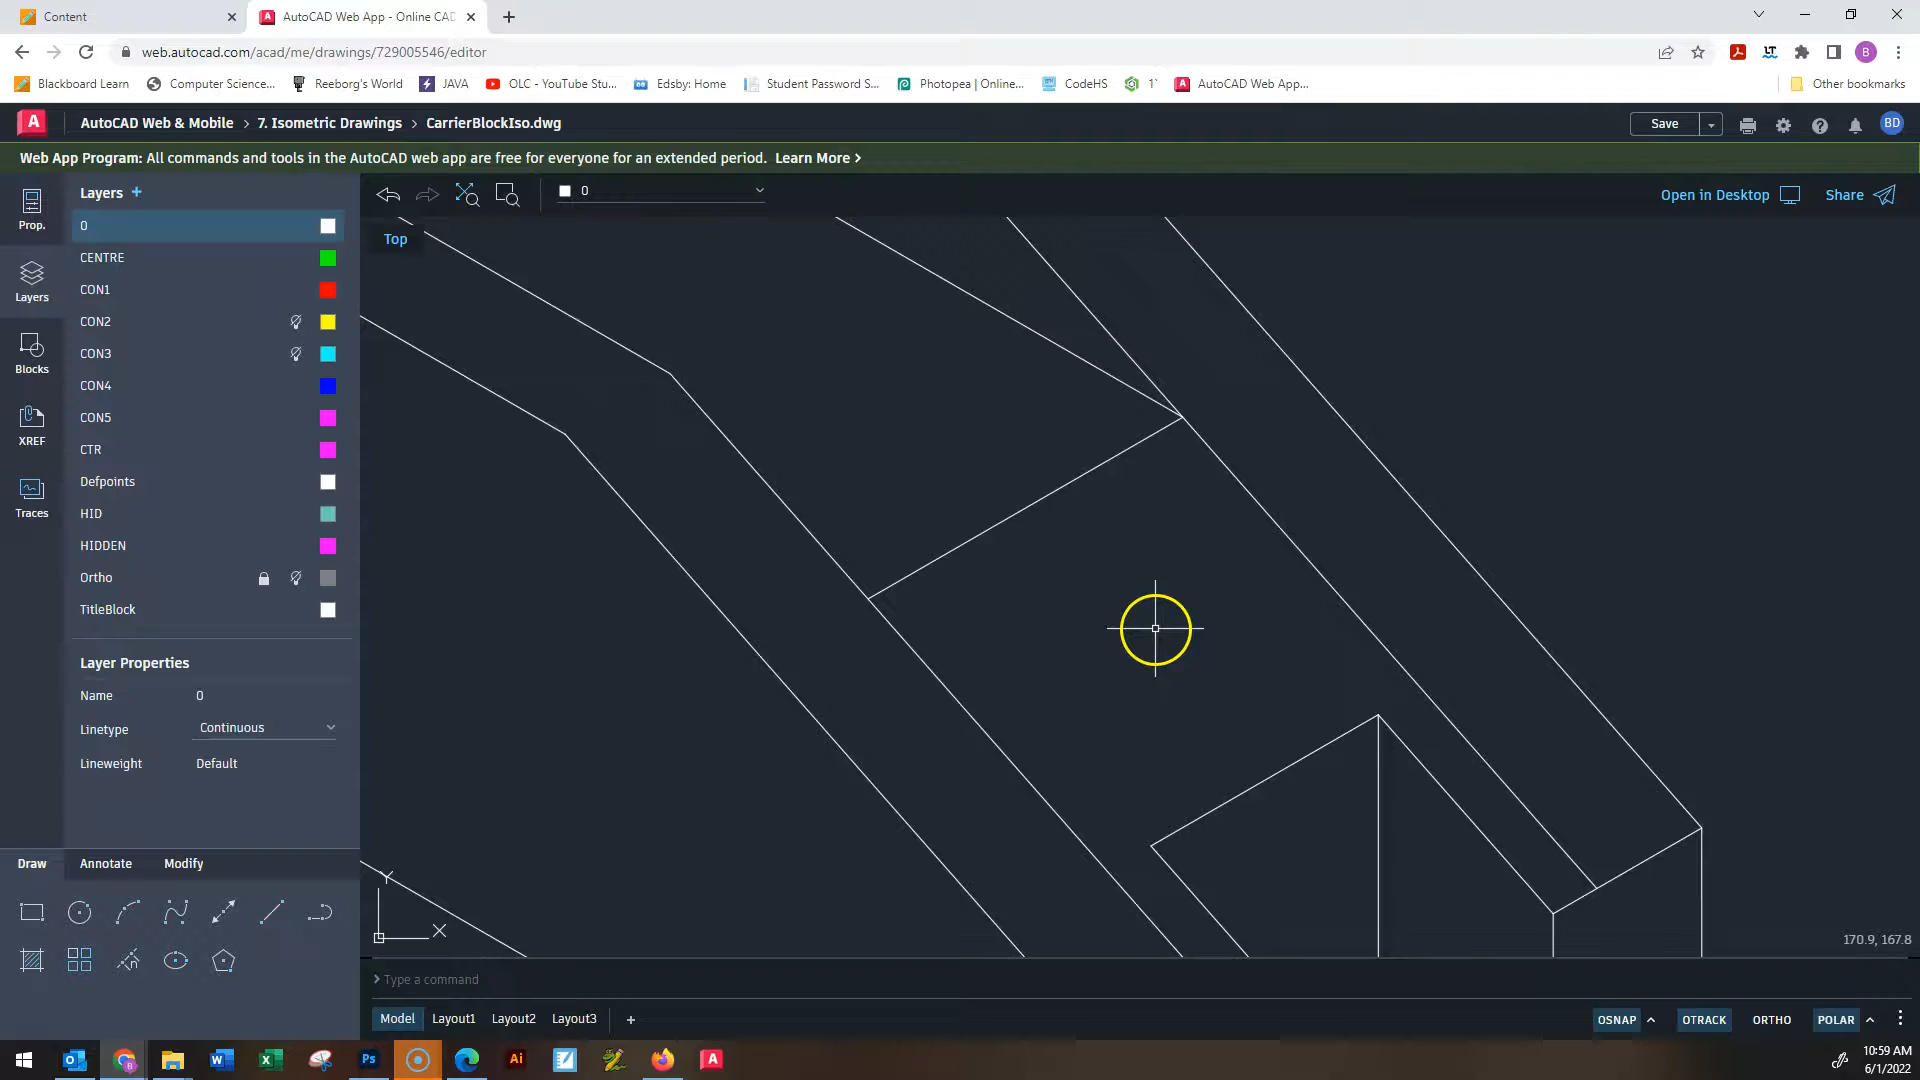 Content
AutoCAD Web App - Online CAD
web.autocad.com/acad/me/drawings/729005546/editor
B
Blackboard Learn
Computer Science...
Reeborg's World
JAVA
OLC - YouTube Stu...
Edsby: Home
Student Password S...
Photopea | Online...
CodeHS
1`
AutoCAD Web App...
Other bookmarks
A
AutoCAD Web & Mobile > 7. Isometric Drawings > CarrierBlockIso.dwg
Save
BD
Web App Program: All commands and tools in the AutoCAD web app are free for everyone for an extended period. Learn More >
Prop.
Layers
Blocks
XREF
Traces
Layers +
0
CENTRE
CON1
CON2
CON3
CON4
CON5
CTR
Defpoints
HID
HIDDEN
Ortho
TitleBlock
Layer Properties
Name 0
Linetype Continuous
Lineweight Default
0
Open in Desktop
Share
Top
Draw Annotate Modify
Y
X
170.9, 167.8
Type a command
Model Layout1 Layout2 Layout3 +
OSNAP OTRACK ORTHO POLAR
10:59 AM
6/1/2022